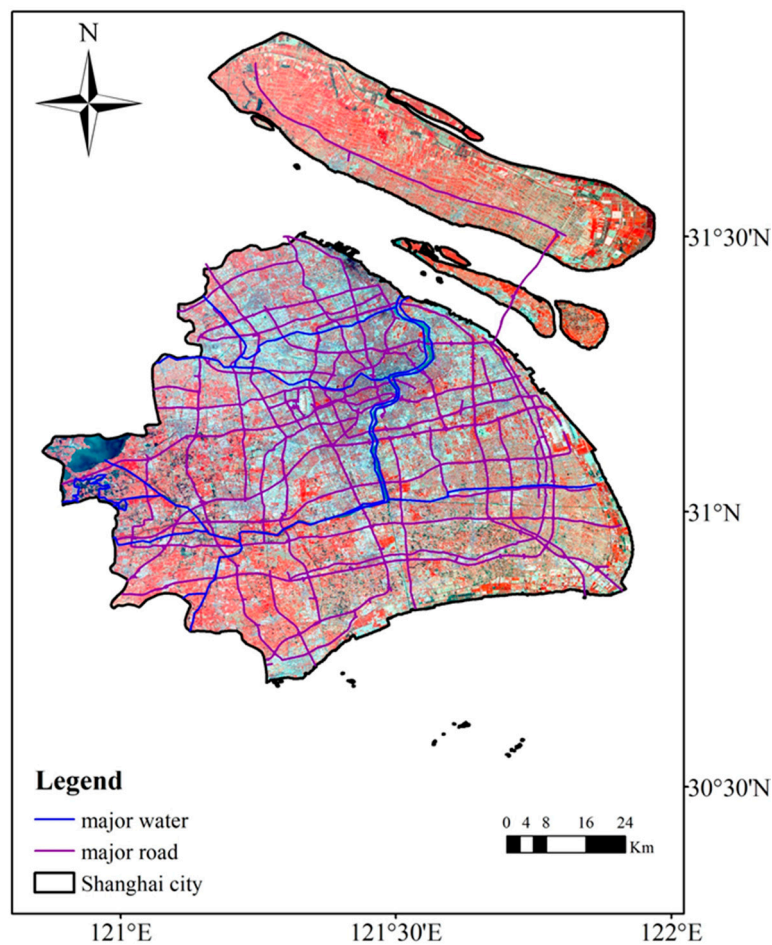 N
31°30'N
31°N
30°30'N
Legend
major water
major road
Shanghai city
0 4 8 16 24
Km
121°E 121°30'E 122°E